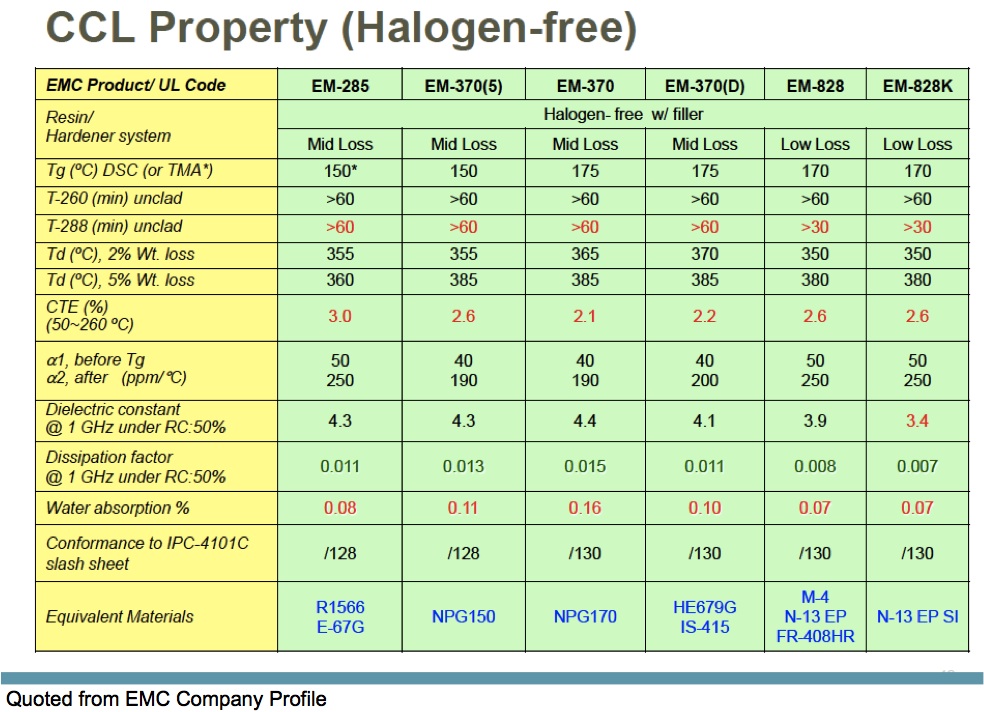 CCL Property (Halogen-free)
EMC Product/ UL Code EM-285 EM-370(5) EM-370 EM-370(D) EM-828 EM-828K
Resin/
Hardener system
Halogen- free w/ filler
Mid Loss Mid Loss Mid Loss Mid Loss Low Loss Low Loss
Tg (ºC) DSC (or TMA*) 150* 150 175 175 170 170
T-260 (min) unclad >60 >60 >60 >60 >60 >60
T-288 (min) unclad >60 >60 >60 >60 >30 >30
Td (ºC), 2% Wt. loss 355 355 365 370 350 350
Td (ºC), 5% Wt. loss 360 385 385 385 380 380
CTE (%)
(50~260 ºC)
3.0 2.6 2.1 2.2 2.6 2.6
α1, before Tg 50 40 40 40 50 50
α2, after (ppm/ºC) 250 190 190 200 250 250
Dielectric constant
@ 1 GHz under RC:50%
4.3 4.3 4.4 4.1 3.9 3.4
Dissipation factor
@ 1 GHz under RC:50%
0.011 0.013 0.015 0.011 0.008 0.007
Water absorption % 0.08 0.11 0.16 0.10 0.07 0.07
Conformance to IPC-4101C
slash sheet
/128 /128 /130 /130 /130 /130
Equivalent Materials
R1566
E-67G
NPG150
NPG170
HE679G
IS-415
M-4
N-13 EP
FR-408HR
N-13 EP SI
Quoted from EMC Company Profile